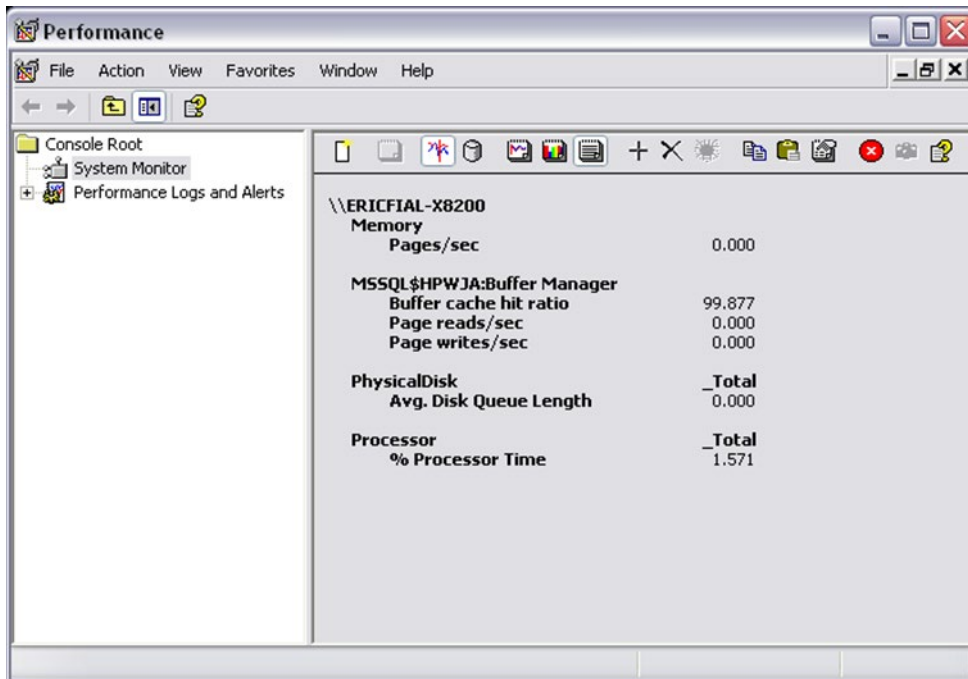 Performance
File Action View Favorites Window Help
Console Root
System Monitor
Performance Logs and Alerts
\\ERICFIAL-X8200
Memory
Pages/sec 0.000
MSSQL$HPWJA:Buffer Manager
Buffer cache hit ratio 99.877
Page reads/sec 0.000
Page writes/sec 0.000
PhysicalDisk _Total
Avg. Disk Queue Length 0.000
Processor _Total
% Processor Time 1.571